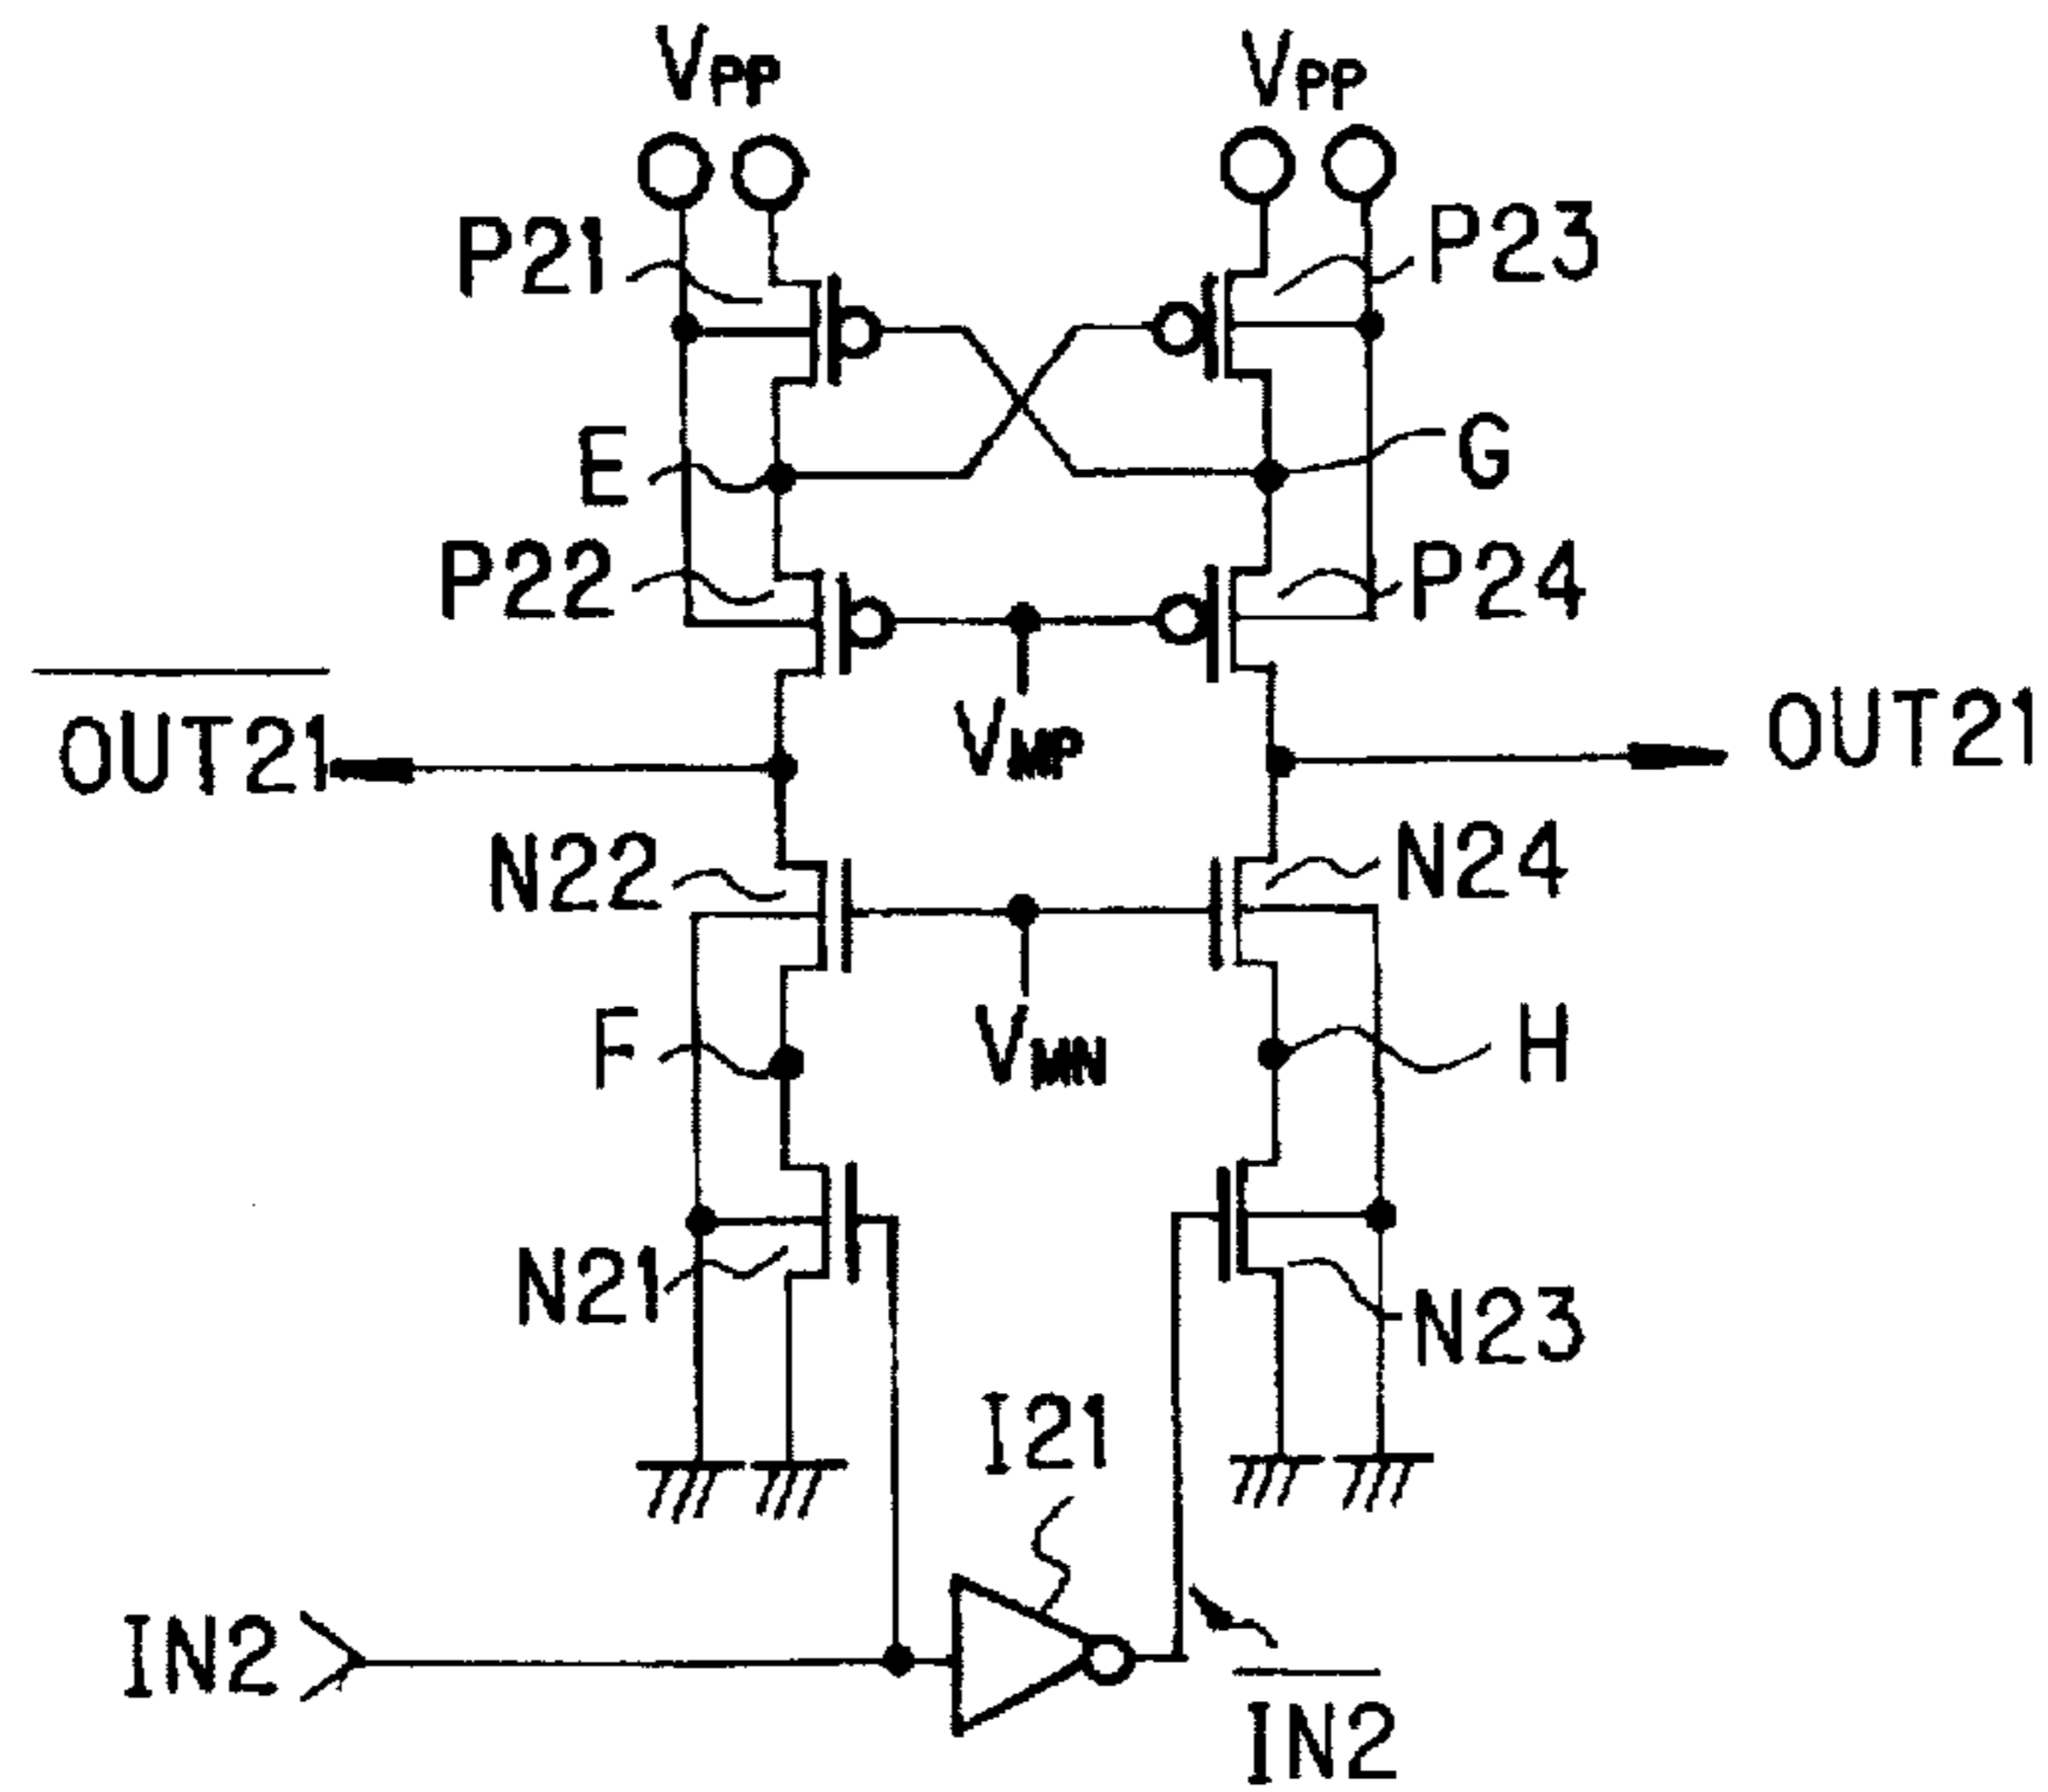 VPP VPP
P21 P23
E G
P22 P24
OUT21 VMP OUT21
N22 N24
F VMN H
N21 N23
I21
IN2
IN2